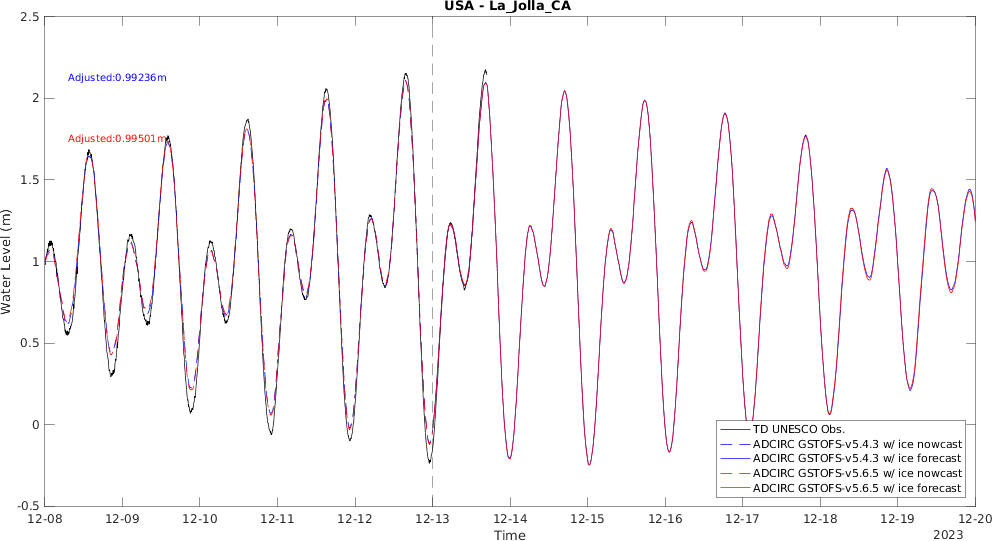 USA - La_Jolla_CA
2.5
Adjusted:0.99236m
2
Adjusted:0.99501m
1.5
1
0.5
0
-0.5
Water Level (m)
TD UNESCO Obs.
ADCIRC GSTOFS-v5.4.3 w/ ice nowcast
ADCIRC GSTOFS-v5.4.3 w/ ice forecast
ADCIRC GSTOFS-v5.6.5 w/ ice nowcast
ADCIRC GSTOFS-v5.6.5 w/ ice forecast
12-08 12-09 12-10 12-11 12-12 12-13 12-14 12-15 12-16 12-17 12-18 12-19 12-20
Time
2023